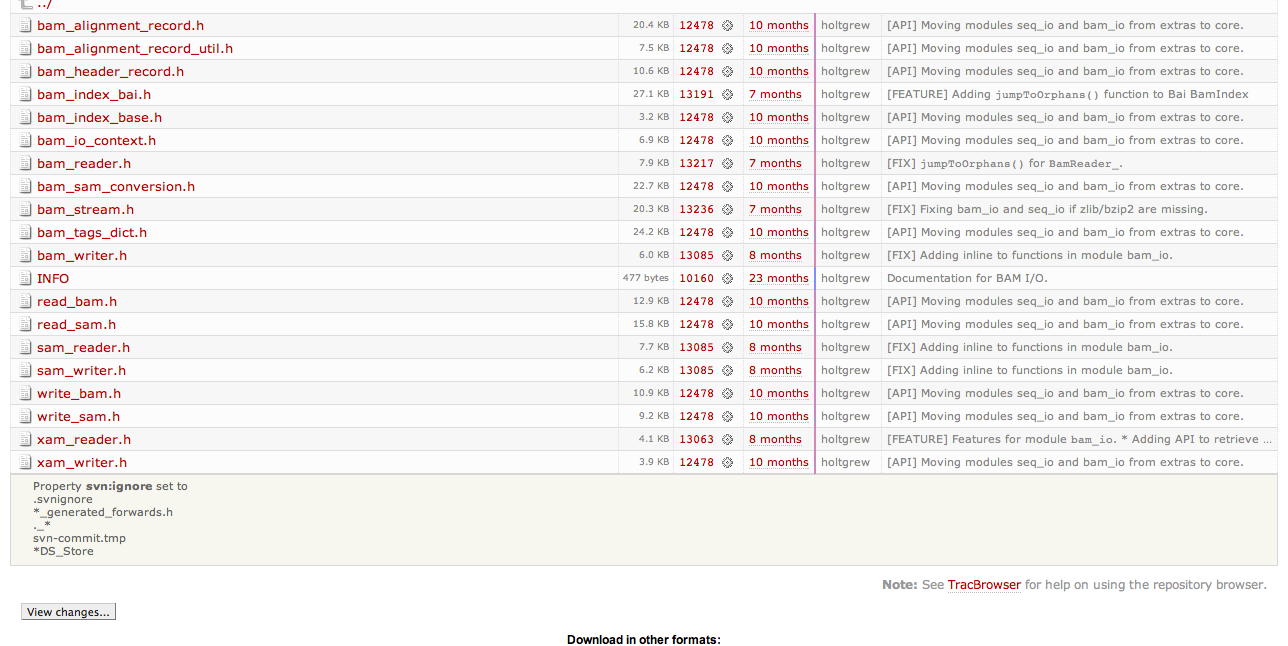 ../
bam_alignment_record.h 20.4 KB 12478 10 months holtgrew [API] Moving modules seq_io and bam_io from extras to core.
bam_alignment_record_util.h 7.5 KB 12478 10 months holtgrew [API] Moving modules seq_io and bam_io from extras to core.
bam_header_record.h 10.6 KB 12478 10 months holtgrew [API] Moving modules seq_io and bam_io from extras to core.
bam_index_bai.h 27.1 KB 13191 7 months holtgrew [FEATURE] Adding jumpToOrphans() function to Bai BamIndex
bam_index_base.h 3.2 KB 12478 10 months holtgrew [API] Moving modules seq_io and bam_io from extras to core.
bam_io_context.h 6.9 KB 12478 10 months holtgrew [API] Moving modules seq_io and bam_io from extras to core.
bam_reader.h 7.9 KB 13217 7 months holtgrew [FIX] jumpToOrphans() for BamReader_.
bam_sam_conversion.h 22.7 KB 12478 10 months holtgrew [API] Moving modules seq_io and bam_io from extras to core.
bam_stream.h 20.3 KB 13236 7 months holtgrew [FIX] Fixing bam_io and seq_io if zlib/bzip2 are missing.
bam_tags_dict.h 24.2 KB 12478 10 months holtgrew [API] Moving modules seq_io and bam_io from extras to core.
bam_writer.h 6.0 KB 13085 8 months holtgrew [FIX] Adding inline to functions in module bam_io.
INFO 477 bytes 10160 23 months holtgrew Documentation for BAM I/O.
read_bam.h 12.9 KB 12478 10 months holtgrew [API] Moving modules seq_io and bam_io from extras to core.
read_sam.h 15.8 KB 12478 10 months holtgrew [API] Moving modules seq_io and bam_io from extras to core.
sam_reader.h 7.7 KB 13085 8 months holtgrew [FIX] Adding inline to functions in module bam_io.
sam_writer.h 6.2 KB 13085 8 months holtgrew [FIX] Adding inline to functions in module bam_io.
write_bam.h 10.9 KB 12478 10 months holtgrew [API] Moving modules seq_io and bam_io from extras to core.
write_sam.h 9.2 KB 12478 10 months holtgrew [API] Moving modules seq_io and bam_io from extras to core.
xam_reader.h 4.1 KB 13063 8 months holtgrew [FEATURE] Features for module bam_io. * Adding API to retrieve ...
xam_writer.h 3.9 KB 12478 10 months holtgrew [API] Moving modules seq_io and bam_io from extras to core.
Property svn:ignore set to
.svnignore
*_generated_forwards.h
._*
svn-commit.tmp
*DS_Store
Note: See TracBrowser for help on using the repository browser.
View changes...
Download in other formats: